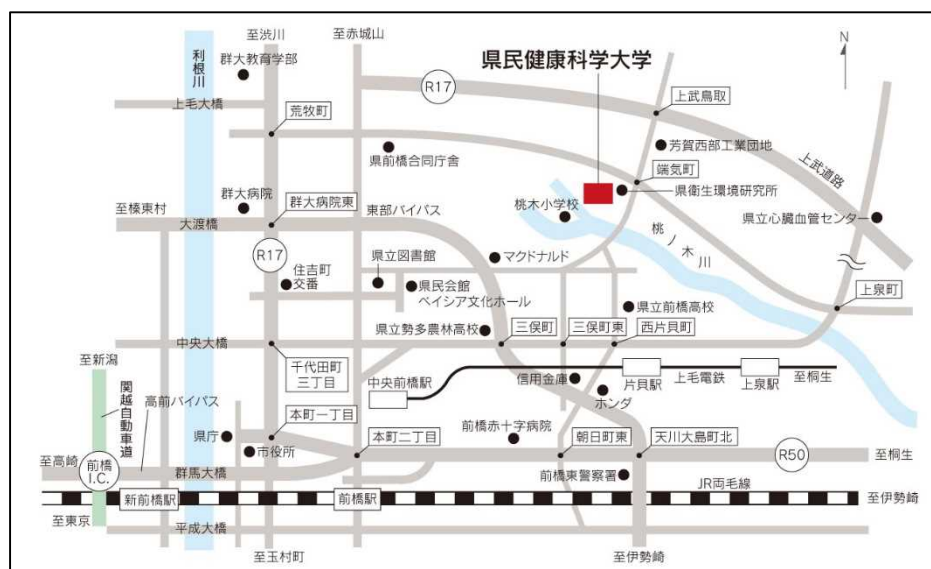 至渋川
至赤城山
N
利根川
群大教育学部
県民健康科学大学
R17
上毛大橋
荒牧町
上武鳥取
芳賀西部工業団地
県前橋合同庁舎
端気町
上武道路
県衛生環境研究所
群大病院
至榛東村
群大病院東
東部バイパス
桃木小学校
県立心臓血管センター
大渡橋
桃ノ木川
R17
住吉町
交番
県立図書館
マクドナルド
県民会館
ベイシア文化ホール
上泉町
県立前橋高校
県立勢多農林高校
三俣町
三俣町東
西片貝町
中央大橋
至新潟
千代田町
三丁目
中央前橋駅
信用金庫
片貝駅
上毛電鉄
上泉駅
至桐生
関越自動車道
高前バイパス
ホンダ
本町一丁目
県庁
市役所
本町二丁目
前橋赤十字病院
朝日町東
天川大島町北
R50
至桐生
至高崎
前橋
I.C.
群馬大橋
前橋東警察署
JR両毛線
新前橋駅
前橋駅
至伊勢崎
至東京
平成大橋
至玉村町
至伊勢崎